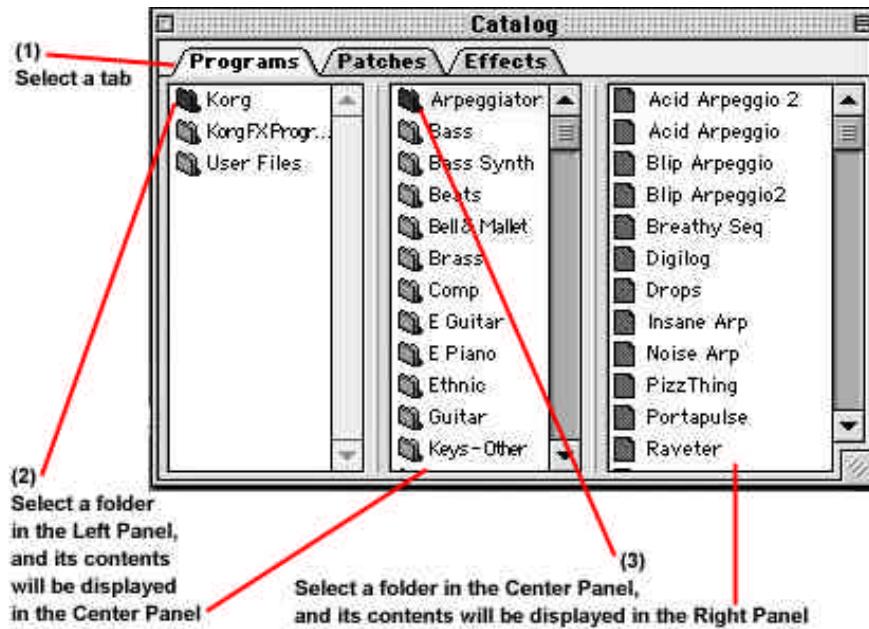 Catalog
(1)
Select a tab
Programs
Patches
Effects
Korg
KorgFXProgr...
User Files
Arpeggiator
Bass
Bass Synth
Beats
Bell & Mallet
Brass
Comp
E Guitar
E Piano
Ethnic
Guitar
Keys-Other
Acid Arpeggio 2
Acid Arpeggio
Blip Arpeggio
Blip Arpeggio2
Breathy Seq
Digilog
Drops
Insane Arp
Noise Arp
PizzThing
Portapulse
Raveter
(2)
Select a folder
in the Left Panel,
and its contents
will be displayed
in the Center Panel
(3)
Select a folder in the Center Panel,
and its contents will be displayed in the Right Panel